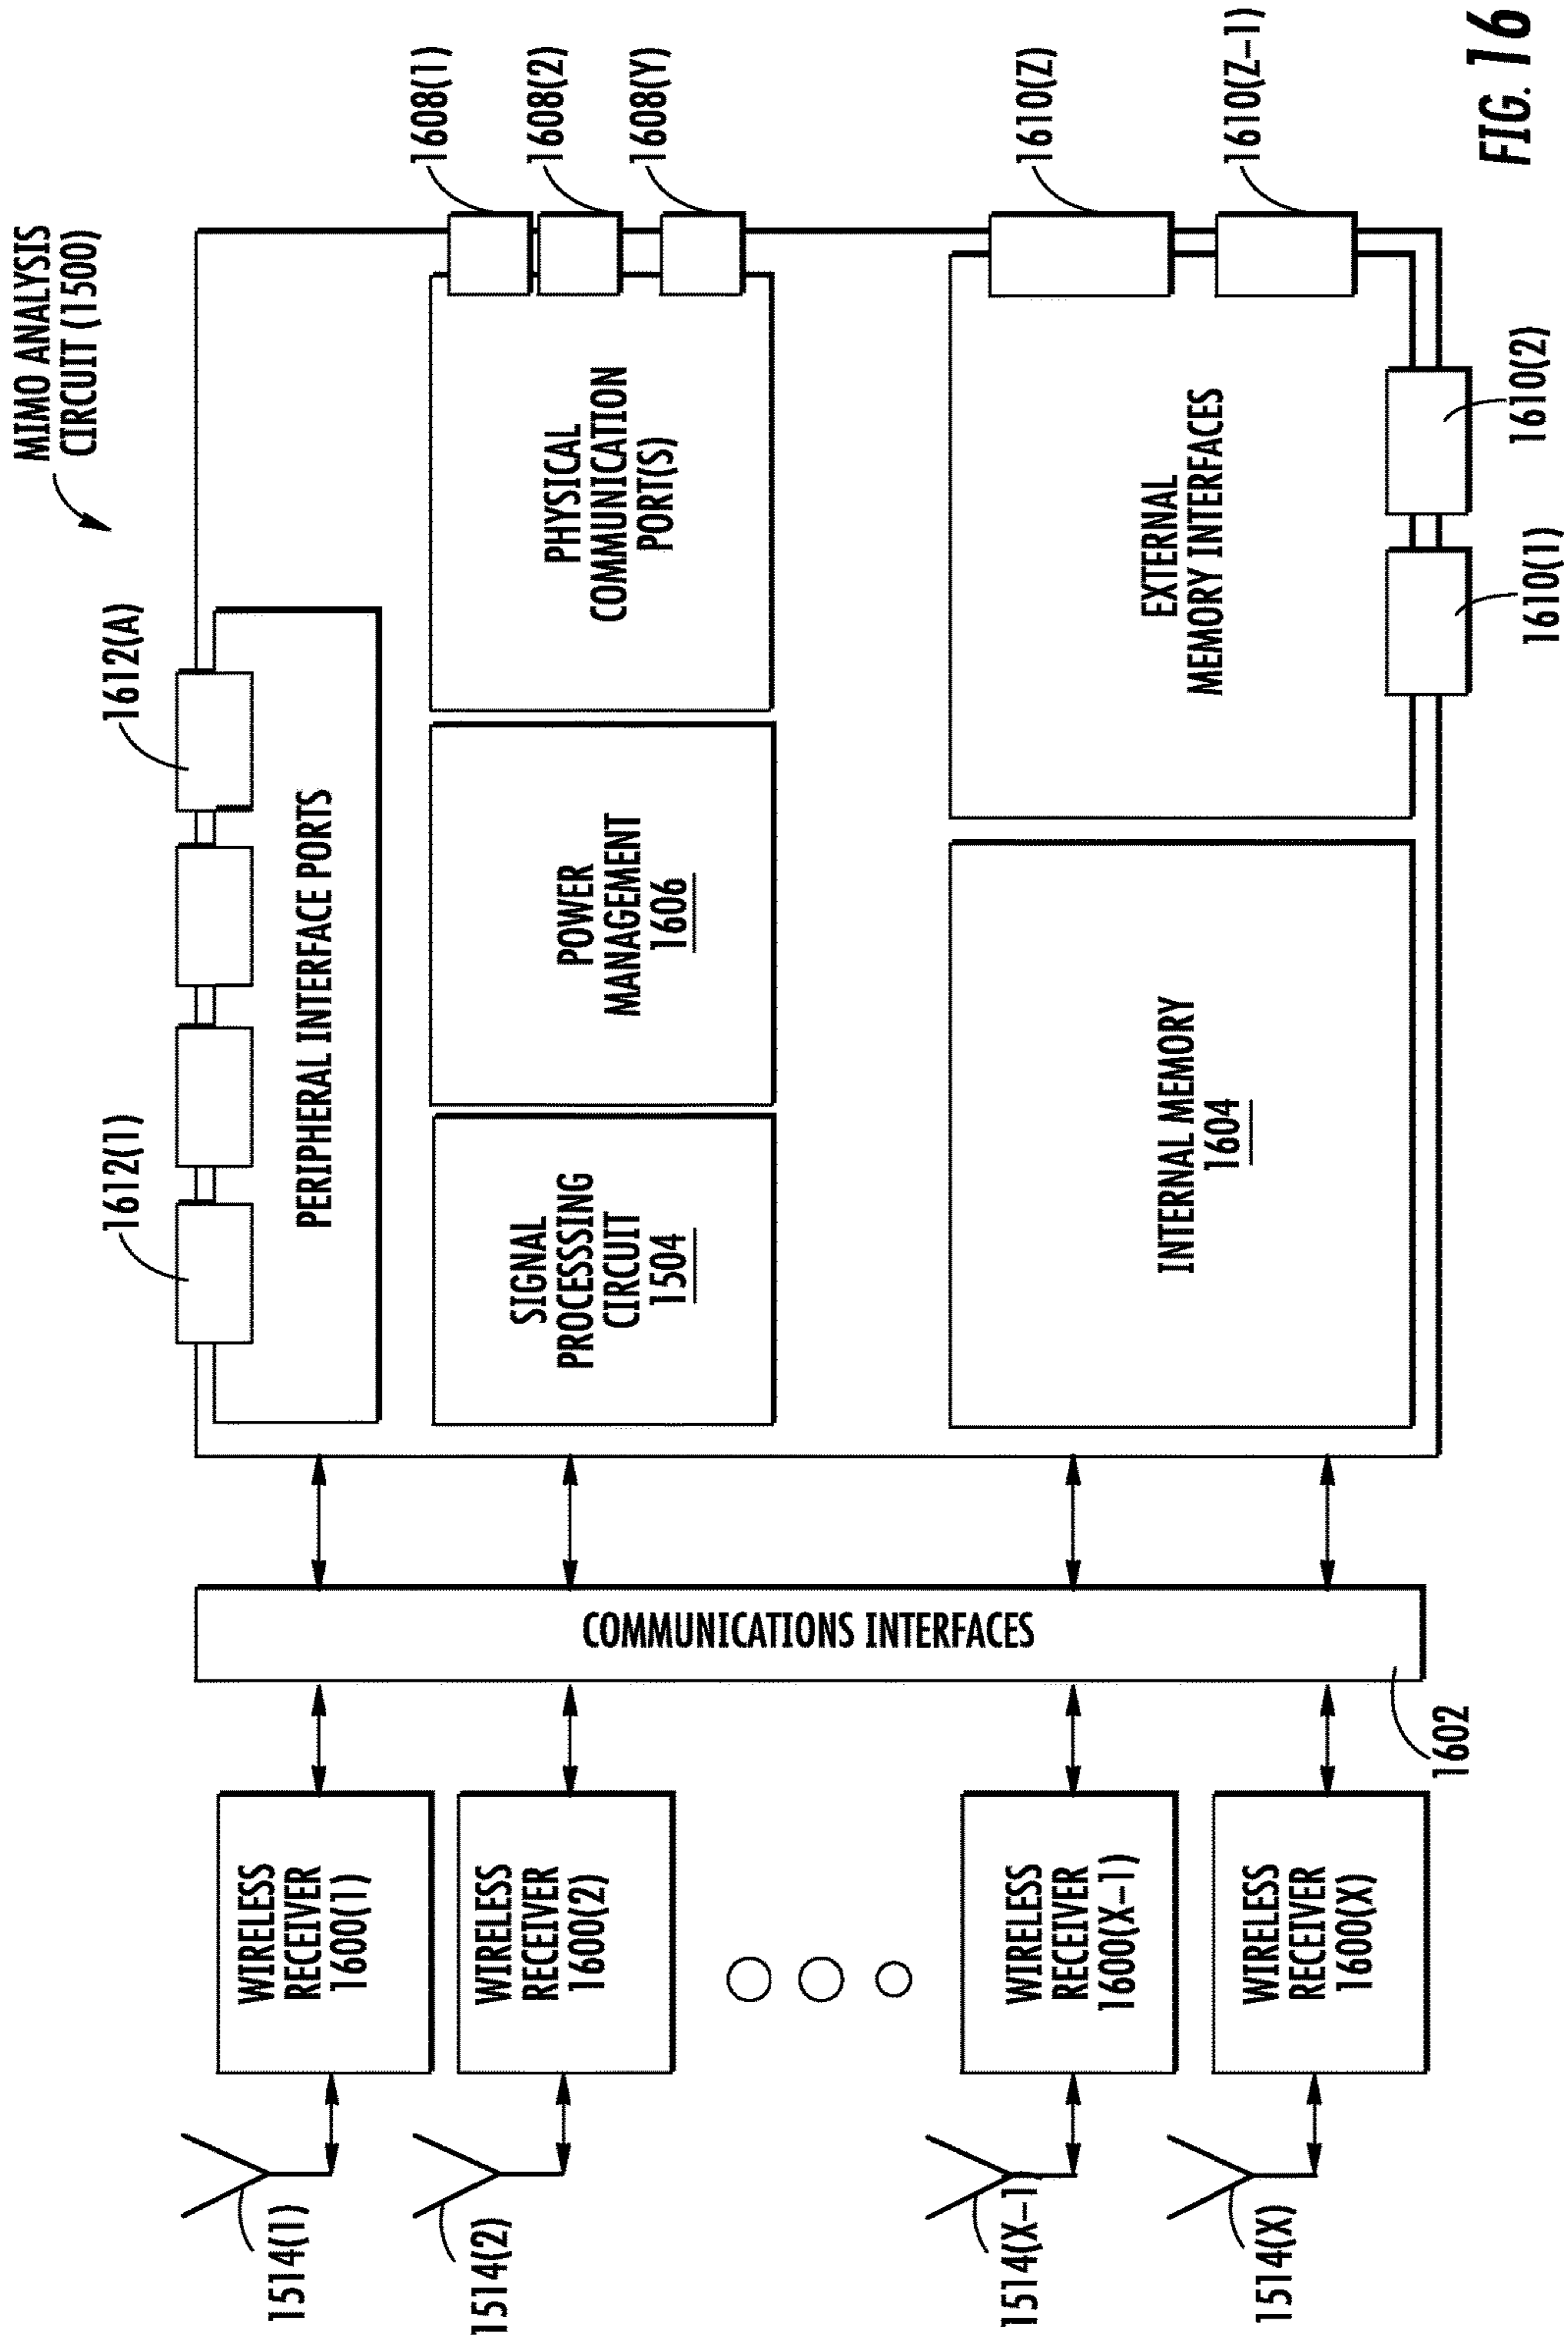 MIMO ANALYSIS
CIRCUIT (1500)
1612(1)
1612(A)
PERIPHERAL INTERFACE PORTS
1608(1)
1608(2)
1608(Y)
SIGNAL
PROCESSSING
CIRCUIT
1504
POWER
MANAGEMENT
1606
PHYSICAL
COMMUNICATION
PORT(S)
INTERNAL MEMORY
1604
EXTERNAL
MEMORY INTERFACES
1610(Z)
1610(Z-1)
1610(1)
1610(2)
COMMUNICATIONS INTERFACES
1602
WIRELESS
RECEIVER
1600(1)
WIRELESS
RECEIVER
1600(2)
WIRELESS
RECEIVER
1600(X-1)
WIRELESS
RECEIVER
1600(X)
1514(1)
1514(2)
1514(X-1)
1514(X)
FIG. 16